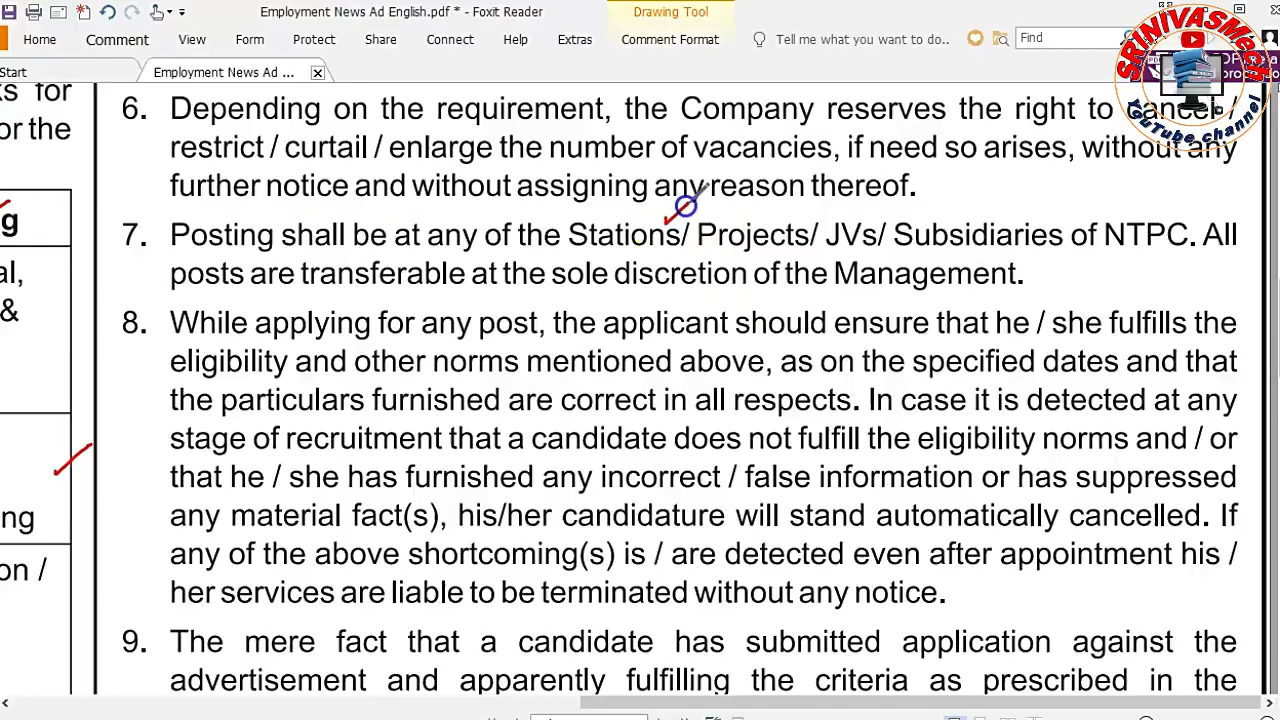 Employment News Ad English.pdf * - Foxit Reader
Drawing Tool
Home Comment View Form Protect Share Connect Help Extras Comment Format Tell me what you want to do.. Find
Start Employment News Ad ...
SRINIVASMech
YouTube channel
ks for
or the
g
al,
&
ng
on /
6. Depending on the requirement, the Company reserves the right to cancel /
restrict / curtail / enlarge the number of vacancies, if need so arises, without any
further notice and without assigning any reason thereof.
7. Posting shall be at any of the Stations/ Projects/ JVs/ Subsidiaries of NTPC. All
posts are transferable at the sole discretion of the Management.
8. While applying for any post, the applicant should ensure that he / she fulfills the
eligibility and other norms mentioned above, as on the specified dates and that
the particulars furnished are correct in all respects. In case it is detected at any
stage of recruitment that a candidate does not fulfill the eligibility norms and / or
that he / she has furnished any incorrect / false information or has suppressed
any material fact(s), his/her candidature will stand automatically cancelled. If
any of the above shortcoming(s) is / are detected even after appointment his /
her services are liable to be terminated without any notice.
9. The mere fact that a candidate has submitted application against the
advertisement and apparently fulfilling the criteria as prescribed in the